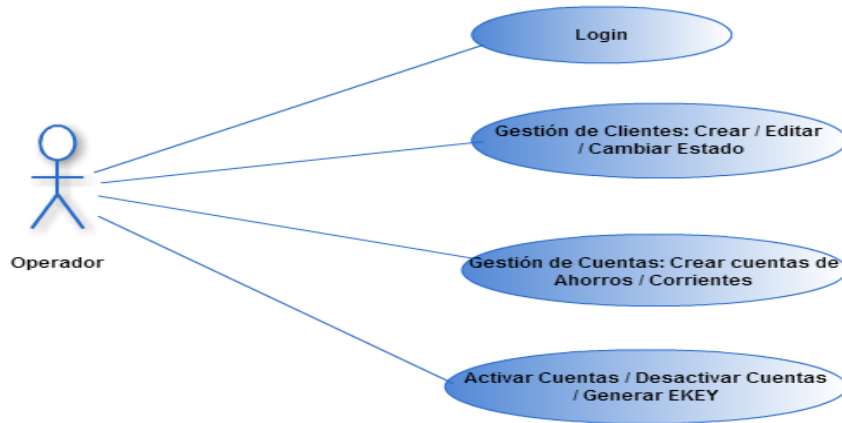 Login
Gestión de Clientes: Crear / Editar
/ Cambiar Estado
Operador
Gestión de Cuentas: Crear cuentas de
Ahorros / Corrientes
Activar Cuentas / Desactivar Cuentas
/ Generar EKEY